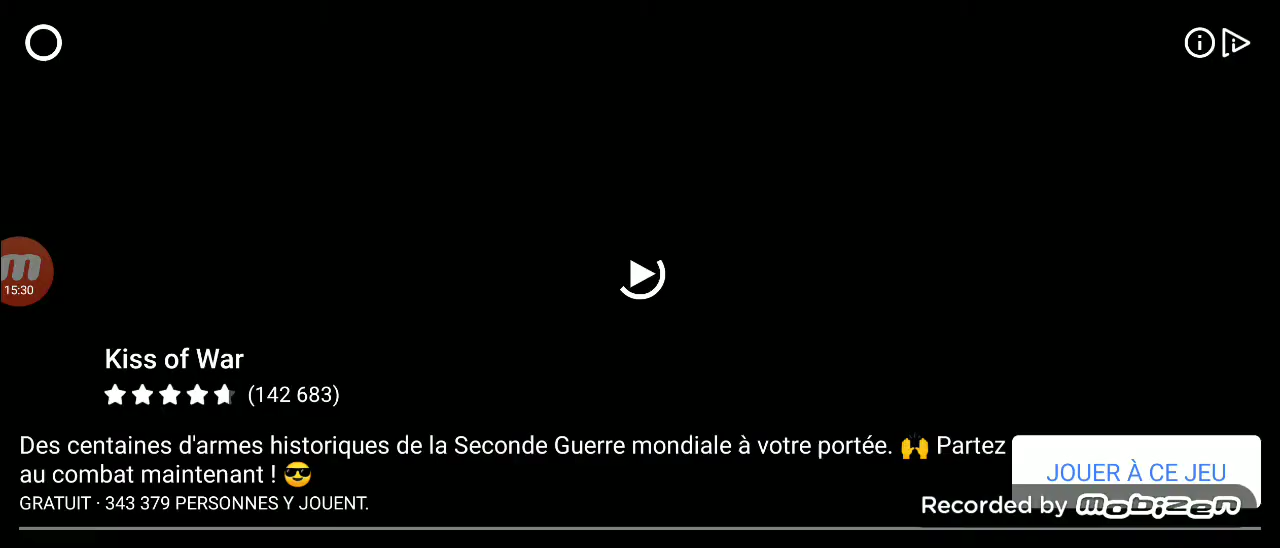 15:30
Kiss of War
(142 683)
Des centaines d'armes historiques de la Seconde Guerre mondiale à votre portée. 🙌 Partez
au combat maintenant ! 😎
JOUER À CE JEU
GRATUIT · 343 379 PERSONNES Y JOUENT.
Recorded by mobizen